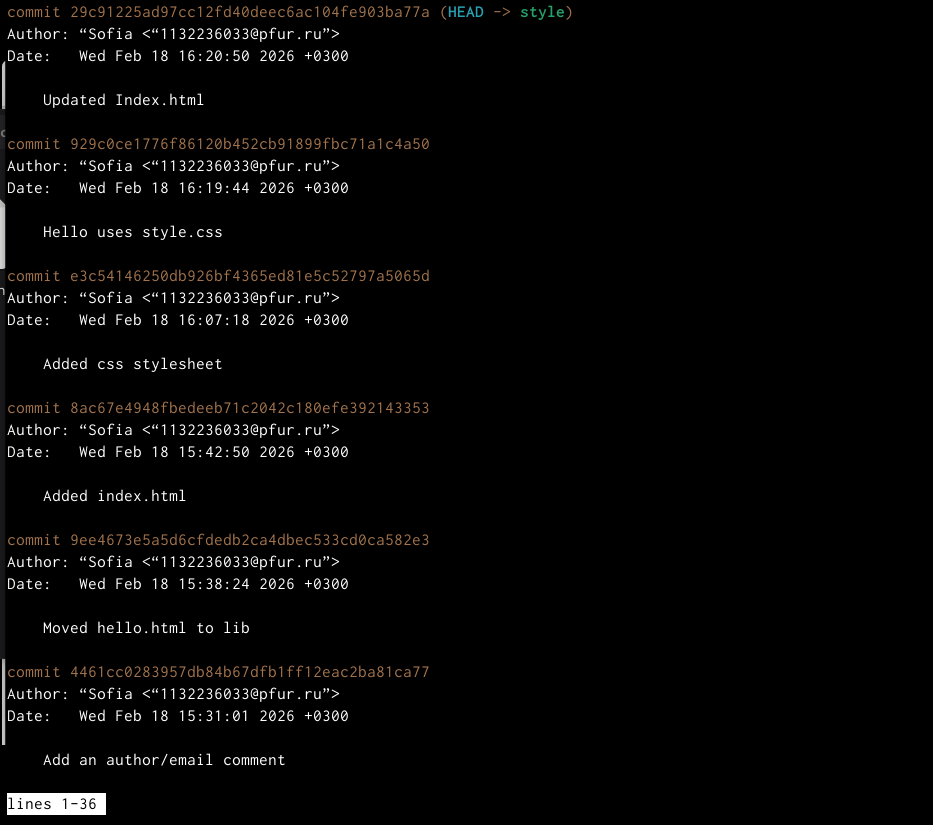 commit 29c91225ad97cc12fd40deec6ac104fe903ba77a (HEAD -> style)
Author: “Sofia <“1132236033@pfur.ru”>
Date:   Wed Feb 18 16:20:50 2026 +0300
    Updated Index.html
commit 929c0ce1776f86120b452cb91899fbc71a1c4a50
Author: “Sofia <“1132236033@pfur.ru”>
Date:   Wed Feb 18 16:19:44 2026 +0300
    Hello uses style.css
commit e3c54146250db926bf4365ed81e5c52797a5065d
Author: “Sofia <“1132236033@pfur.ru”>
Date:   Wed Feb 18 16:07:18 2026 +0300
    Added css stylesheet
commit 8ac67e4948fbedeeb71c2042c180efe392143353
Author: “Sofia <“1132236033@pfur.ru”>
Date:   Wed Feb 18 15:42:50 2026 +0300
    Added index.html
commit 9ee4673e5a5d6cfdedb2ca4dbec533cd0ca582e3
Author: “Sofia <“1132236033@pfur.ru”>
Date:   Wed Feb 18 15:38:24 2026 +0300
    Moved hello.html to lib
commit 4461cc0283957db84b67dfb1ff12eac2ba81ca77
Author: “Sofia <“1132236033@pfur.ru”>
Date:   Wed Feb 18 15:31:01 2026 +0300
    Add an author/email comment
lines 1-36